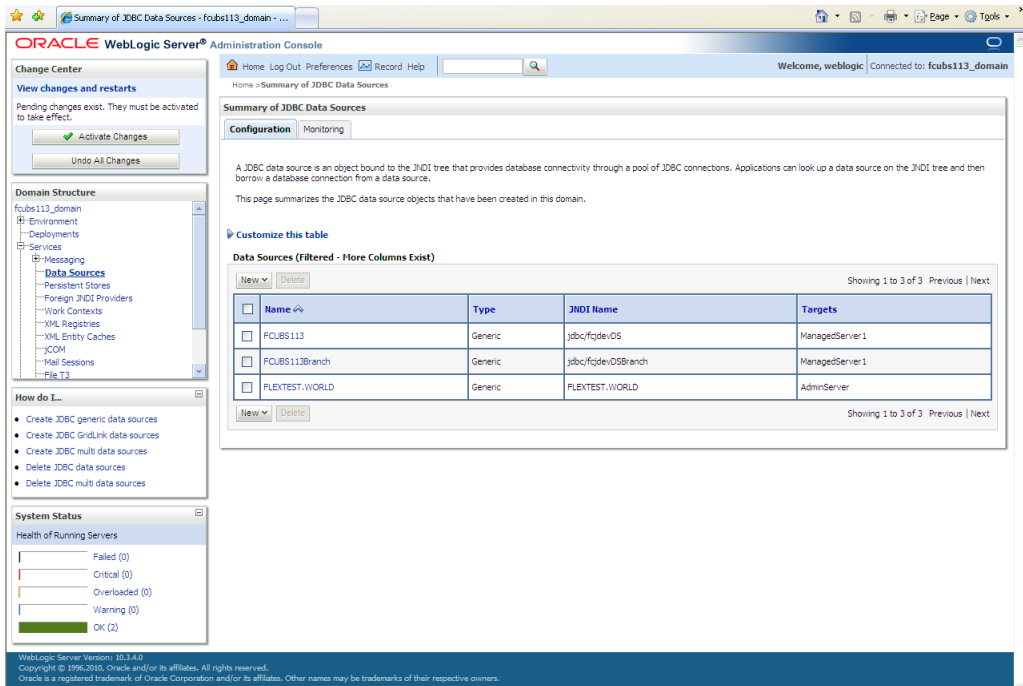 Summary of JDBC Data Sources - fcubs113_domain - ...
Page
Tools
ORACLE WebLogic Server® Administration Console
Change Center
View changes and restarts
Pending changes exist. They must be activated
to take effect.
Activate Changes
Undo All Changes
Domain Structure
fcubs113_domain
Environment
Deployments
Services
Messaging
Data Sources
Persistent Stores
Foreign JNDI Providers
Work Contexts
XML Registries
XML Entity Caches
jCOM
Mail Sessions
File T3
How do I...
Create JDBC generic data sources
Create JDBC GridLink data sources
Create JDBC multi data sources
Delete JDBC data sources
Delete JDBC multi data sources
System Status
Health of Running Servers
Failed (0)
Critical (0)
Overloaded (0)
Warning (0)
OK (2)
Home Log Out Preferences Record Help
Welcome, weblogic Connected to: fcubs113_domain
Home >Summary of JDBC Data Sources
Summary of JDBC Data Sources
Configuration Monitoring
A JDBC data source is an object bound to the JNDI tree that provides database connectivity through a pool of JDBC connections. Applications can look up a data source on the JNDI tree and then
borrow a database connection from a data source.
This page summarizes the JDBC data source objects that have been created in this domain.
Customize this table
Data Sources (Filtered - More Columns Exist)
New Delete Showing 1 to 3 of 3 Previous | Next
Name Type JNDI Name Targets
FCUBS113 Generic jdbc/fcjdevDS ManagedServer1
FCUBS113Branch Generic jdbc/fcjdevDSBranch ManagedServer1
FLEXTEST.WORLD Generic FLEXTEST.WORLD AdminServer
New Delete Showing 1 to 3 of 3 Previous | Next
WebLogic Server Version: 10.3.4.0
Copyright © 1996,2010, Oracle and/or its affiliates. All rights reserved.
Oracle is a registered trademark of Oracle Corporation and/or its affiliates. Other names may be trademarks of their respective owners.